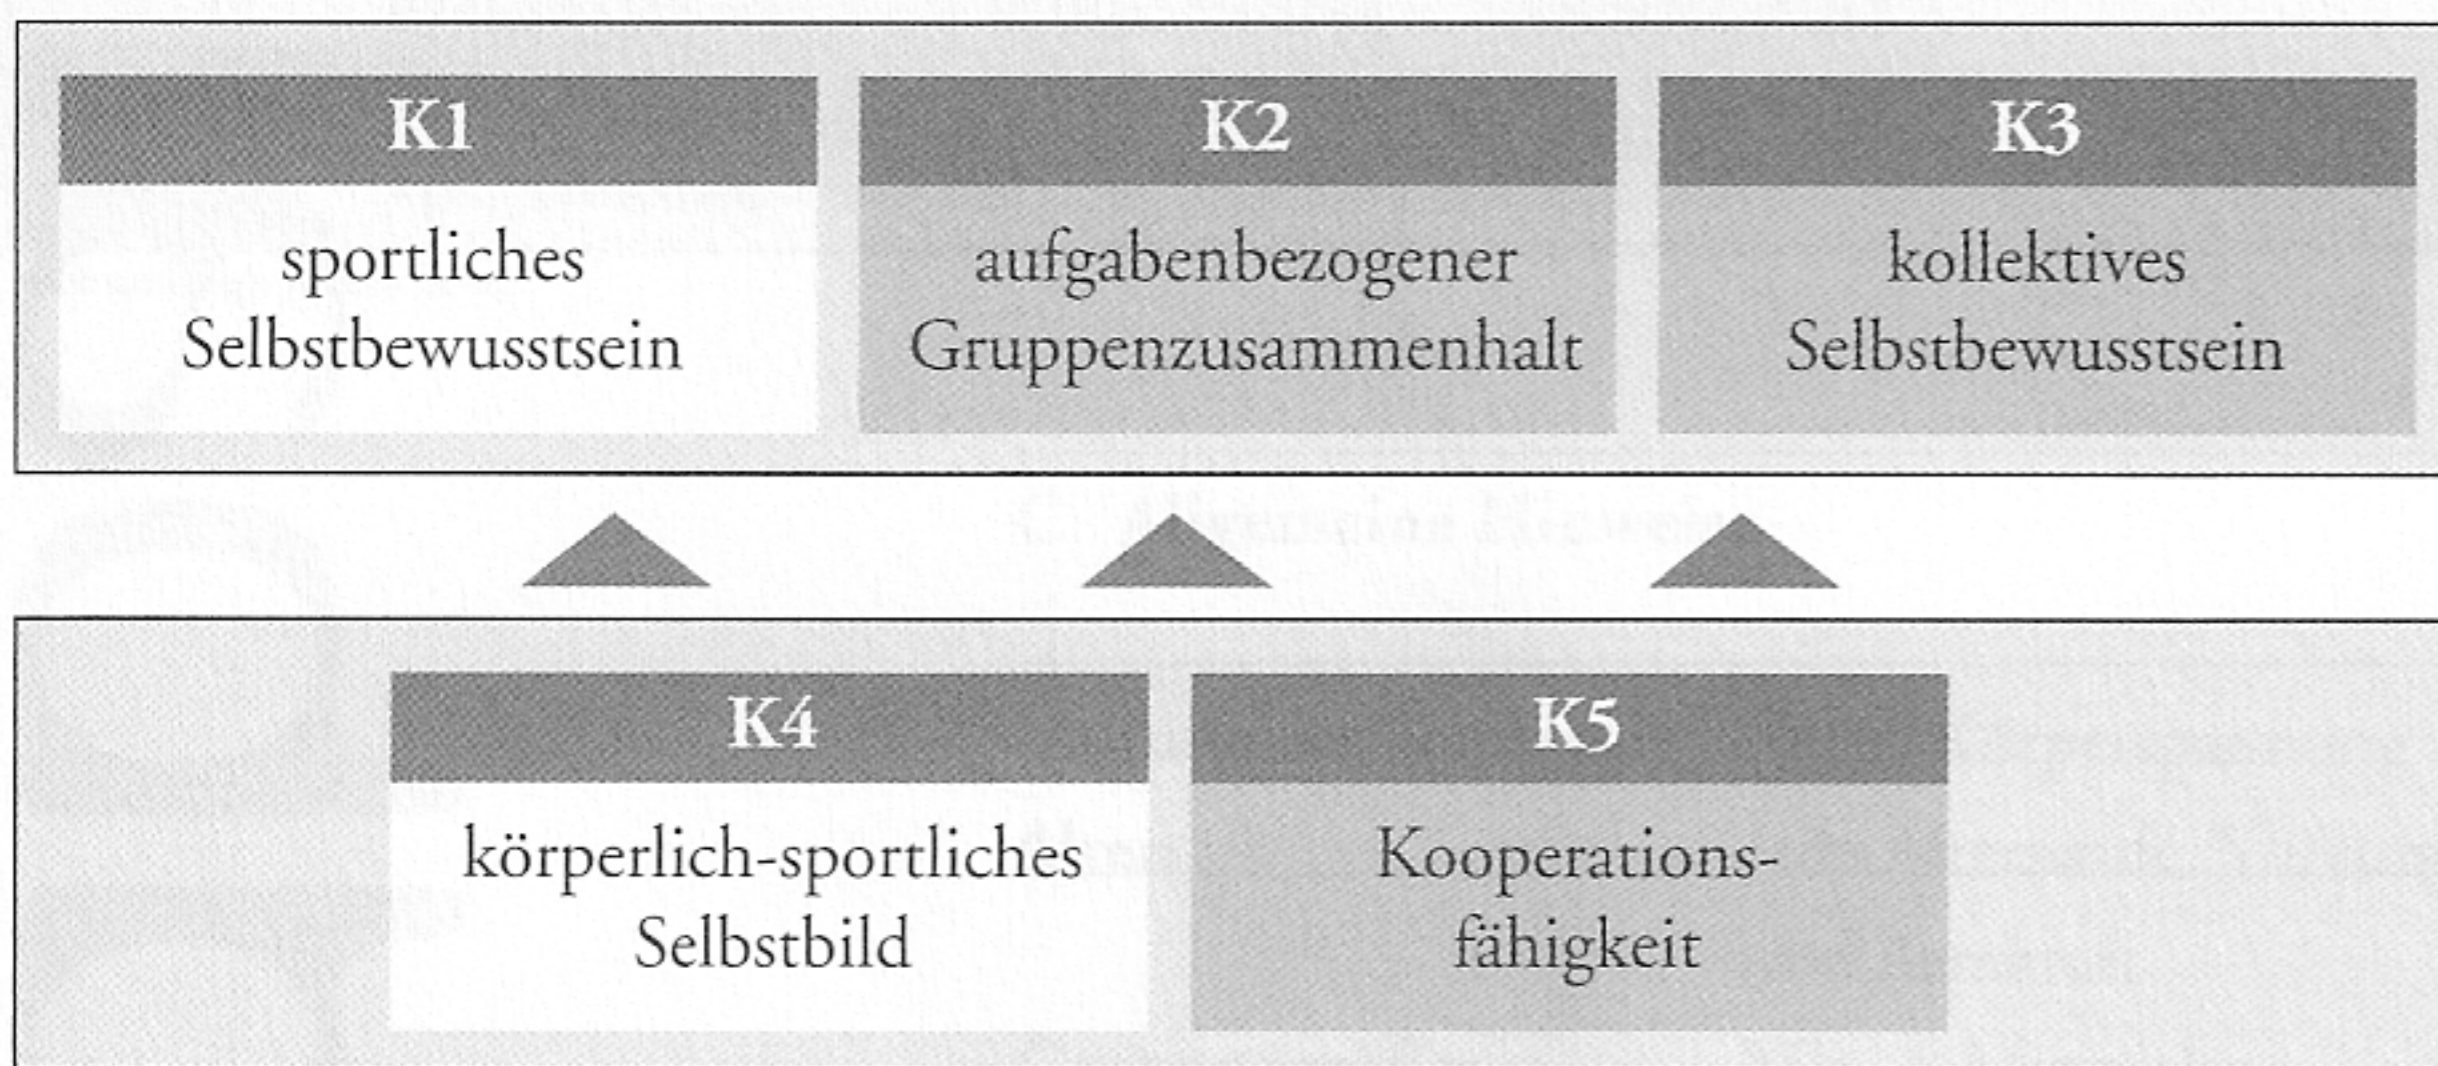 K1
sportliches
Selbstbewusstsein
K2
aufgabenbezogener
Gruppenzusammenhalt
K3
kollektives
Selbstbewusstsein
K4
körperlich-sportliches
Selbstbild
K5
Kooperations-
fähigkeit